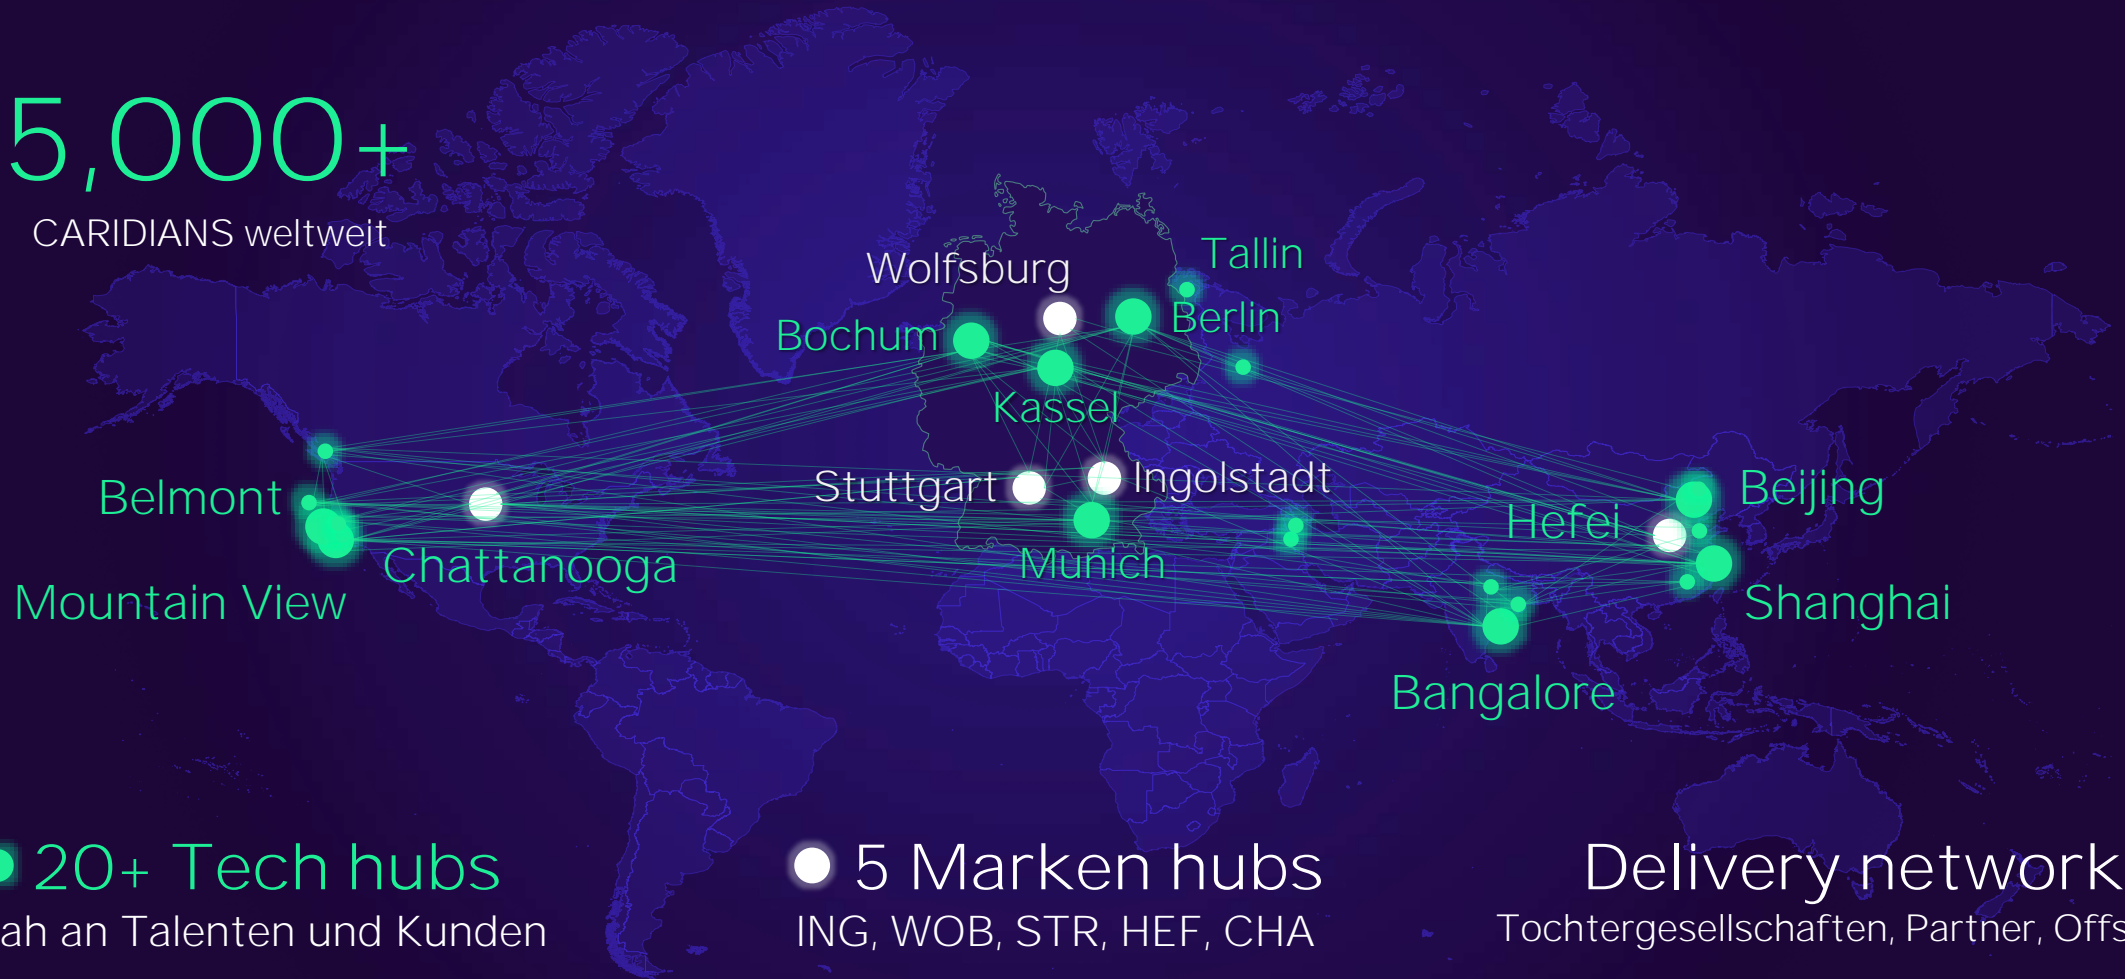 5,000+
CARIDIANS weltweit
Wolfsburg
Tallin
Bochum
Berlin
Kassel
Belmont
Stuttgart
Ingolstadt
Beijing
Hefei
Chattanooga
Munich
Mountain View
Shanghai
Bangalore
20+ Tech hubs
an Talenten und Kunden
5 Marken hubs
ING, WOB, STR, HEF, CHA
Delivery network
Tochtergesellschaften, Partner,